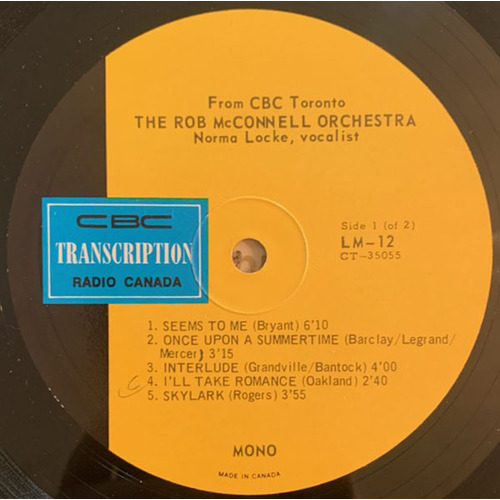 From CBC Toronto
THE ROB McCONNELL ORCHESTRA
Norma Locke, vocalist
CBC
TRANSCRIPTION
RADIO CANADA
Side 1 (of 2)
LM-12
CT-35055
1. SEEMS TO ME (Bryant) 6'10
2. ONCE UPON A SUMMERTIME (Barclay/Legrand/
Mercer) 3'15
3. INTERLUDE (Grandville/Bantock) 4'00
4. I'LL TAKE ROMANCE (Oakland) 2'40
5. SKYLARK (Rogers) 3'55
MONO
MADE IN CANADA